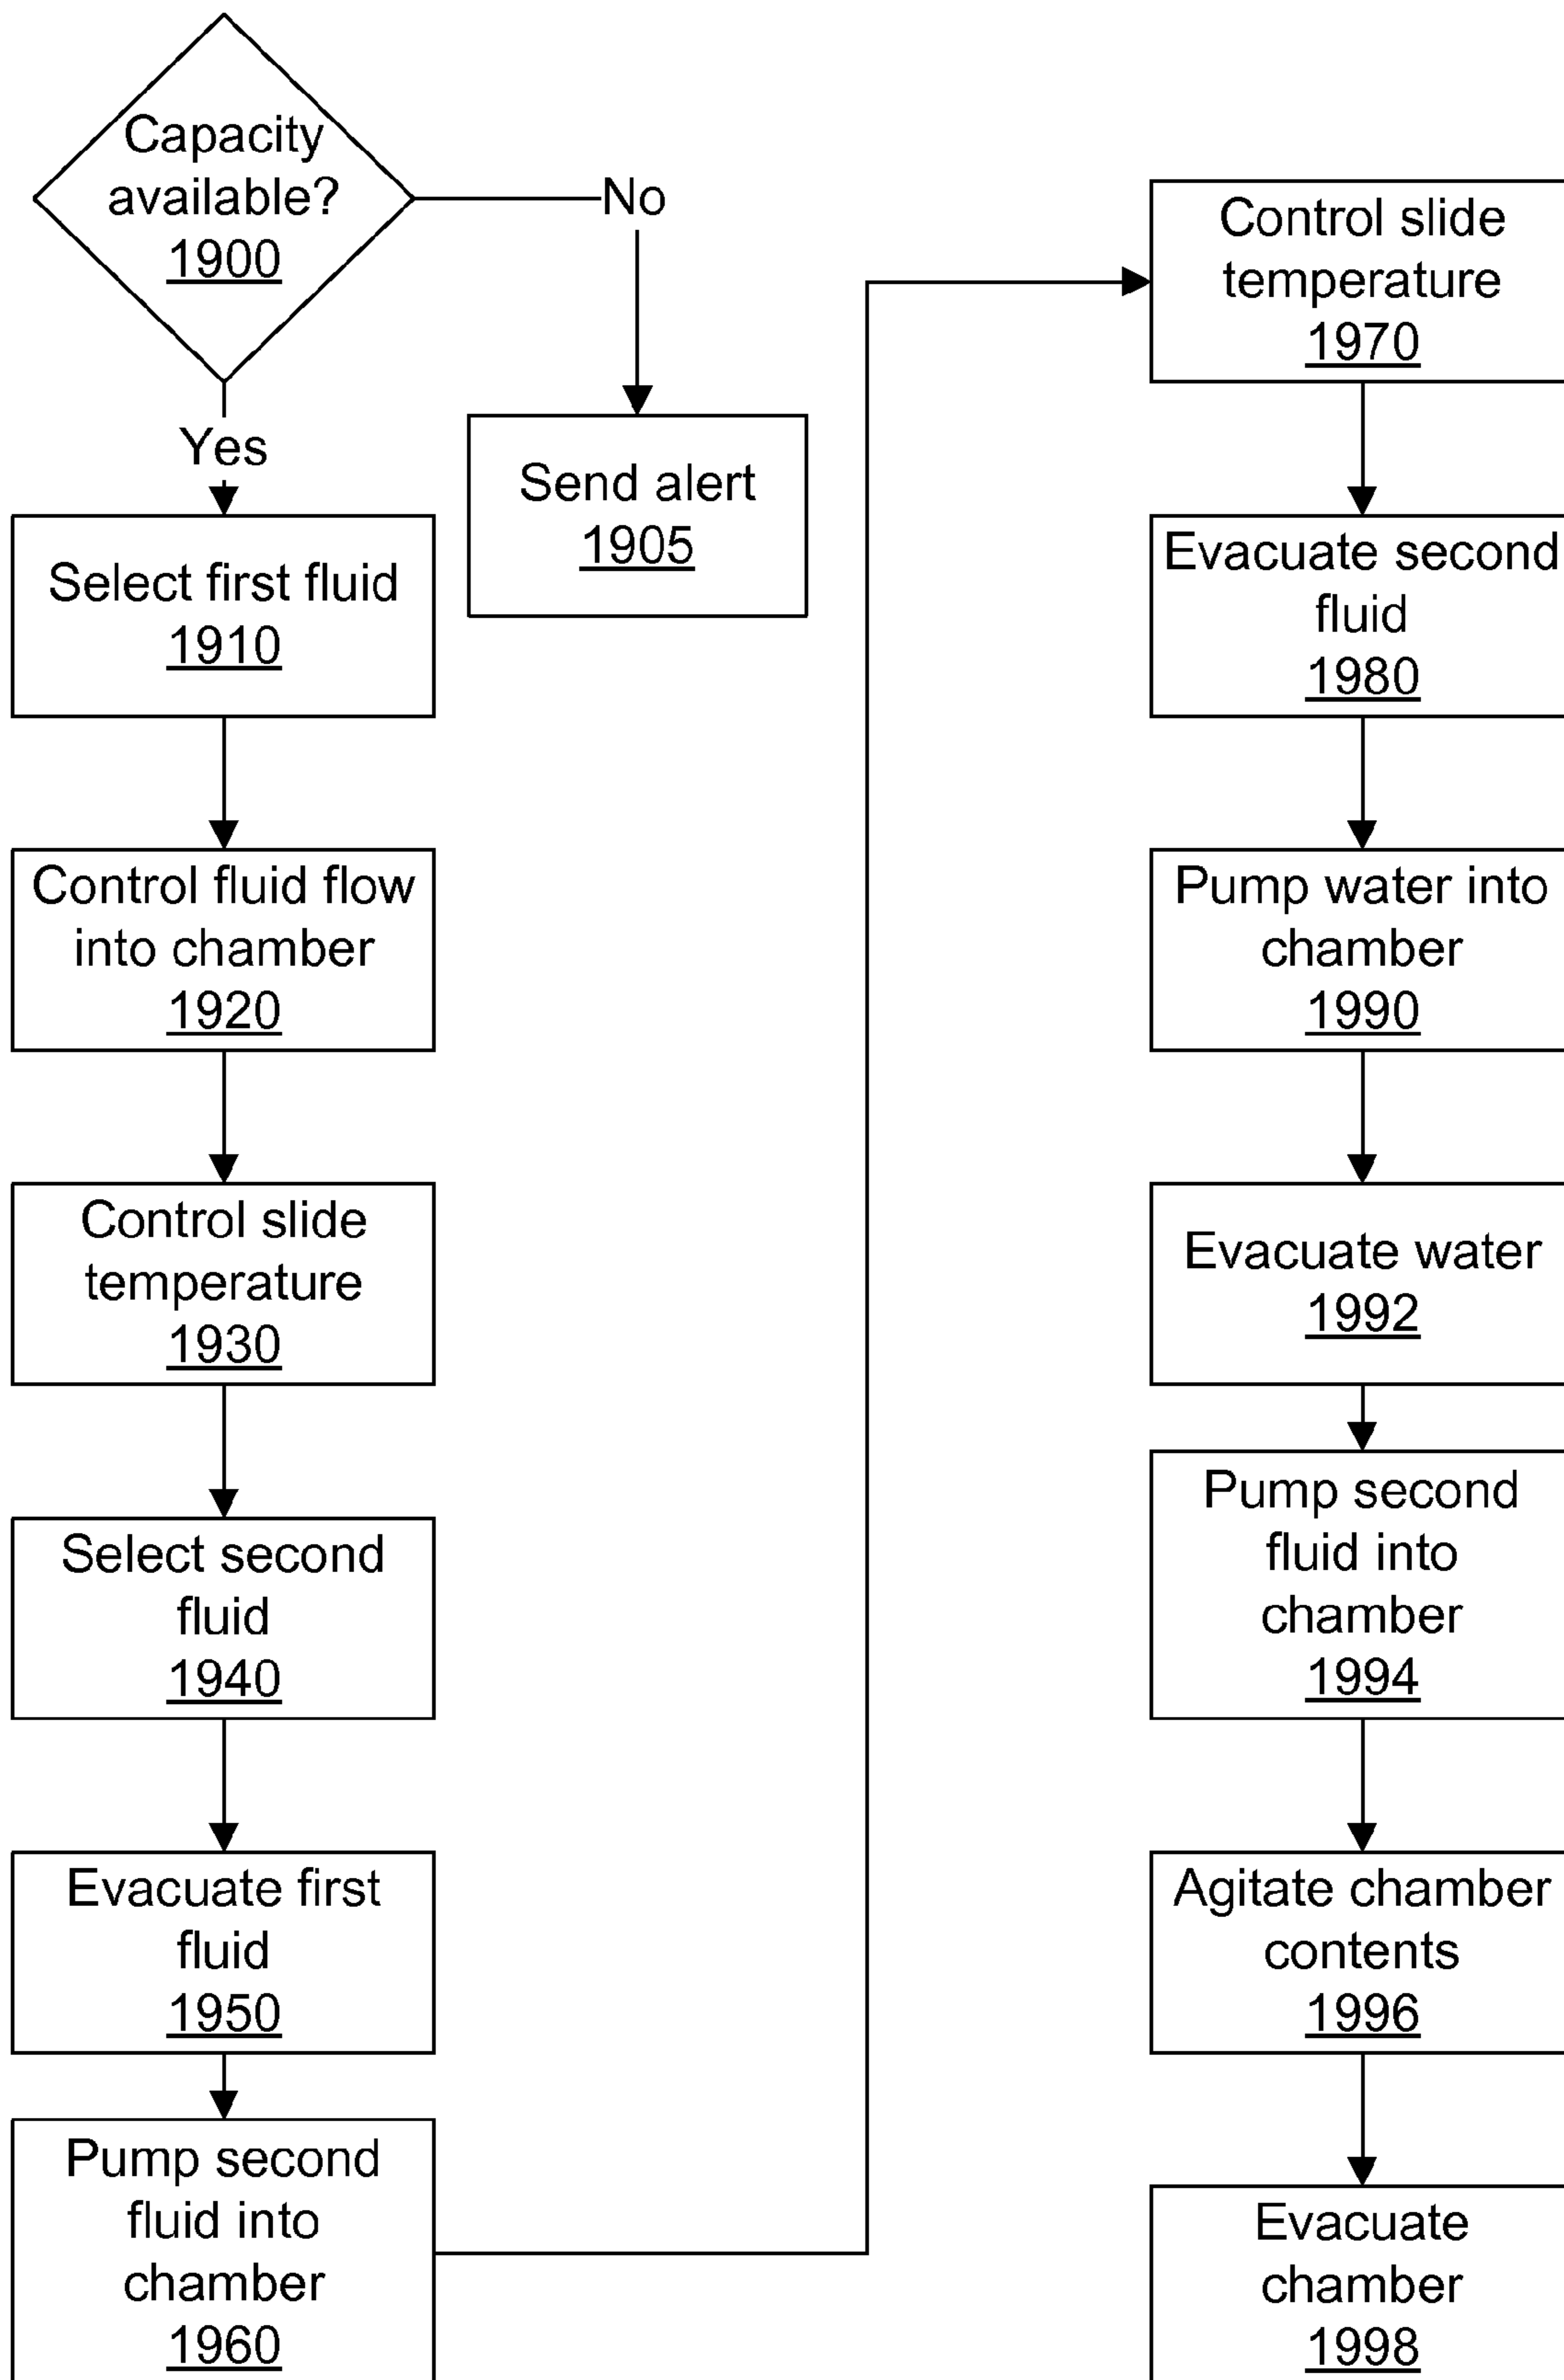 Capacity
available?
1900
No
Yes
Send alert
1905
Select first fluid
1910
Control fluid flow
into chamber
1920
Control slide
temperature
1930
Select second
fluid
1940
Evacuate first
fluid
1950
Pump second
fluid into
chamber
1960
Control slide
temperature
1970
Evacuate second
fluid
1980
Pump water into
chamber
1990
Evacuate water
1992
Pump second
fluid into
chamber
1994
Agitate chamber
contents
1996
Evacuate
chamber
1998